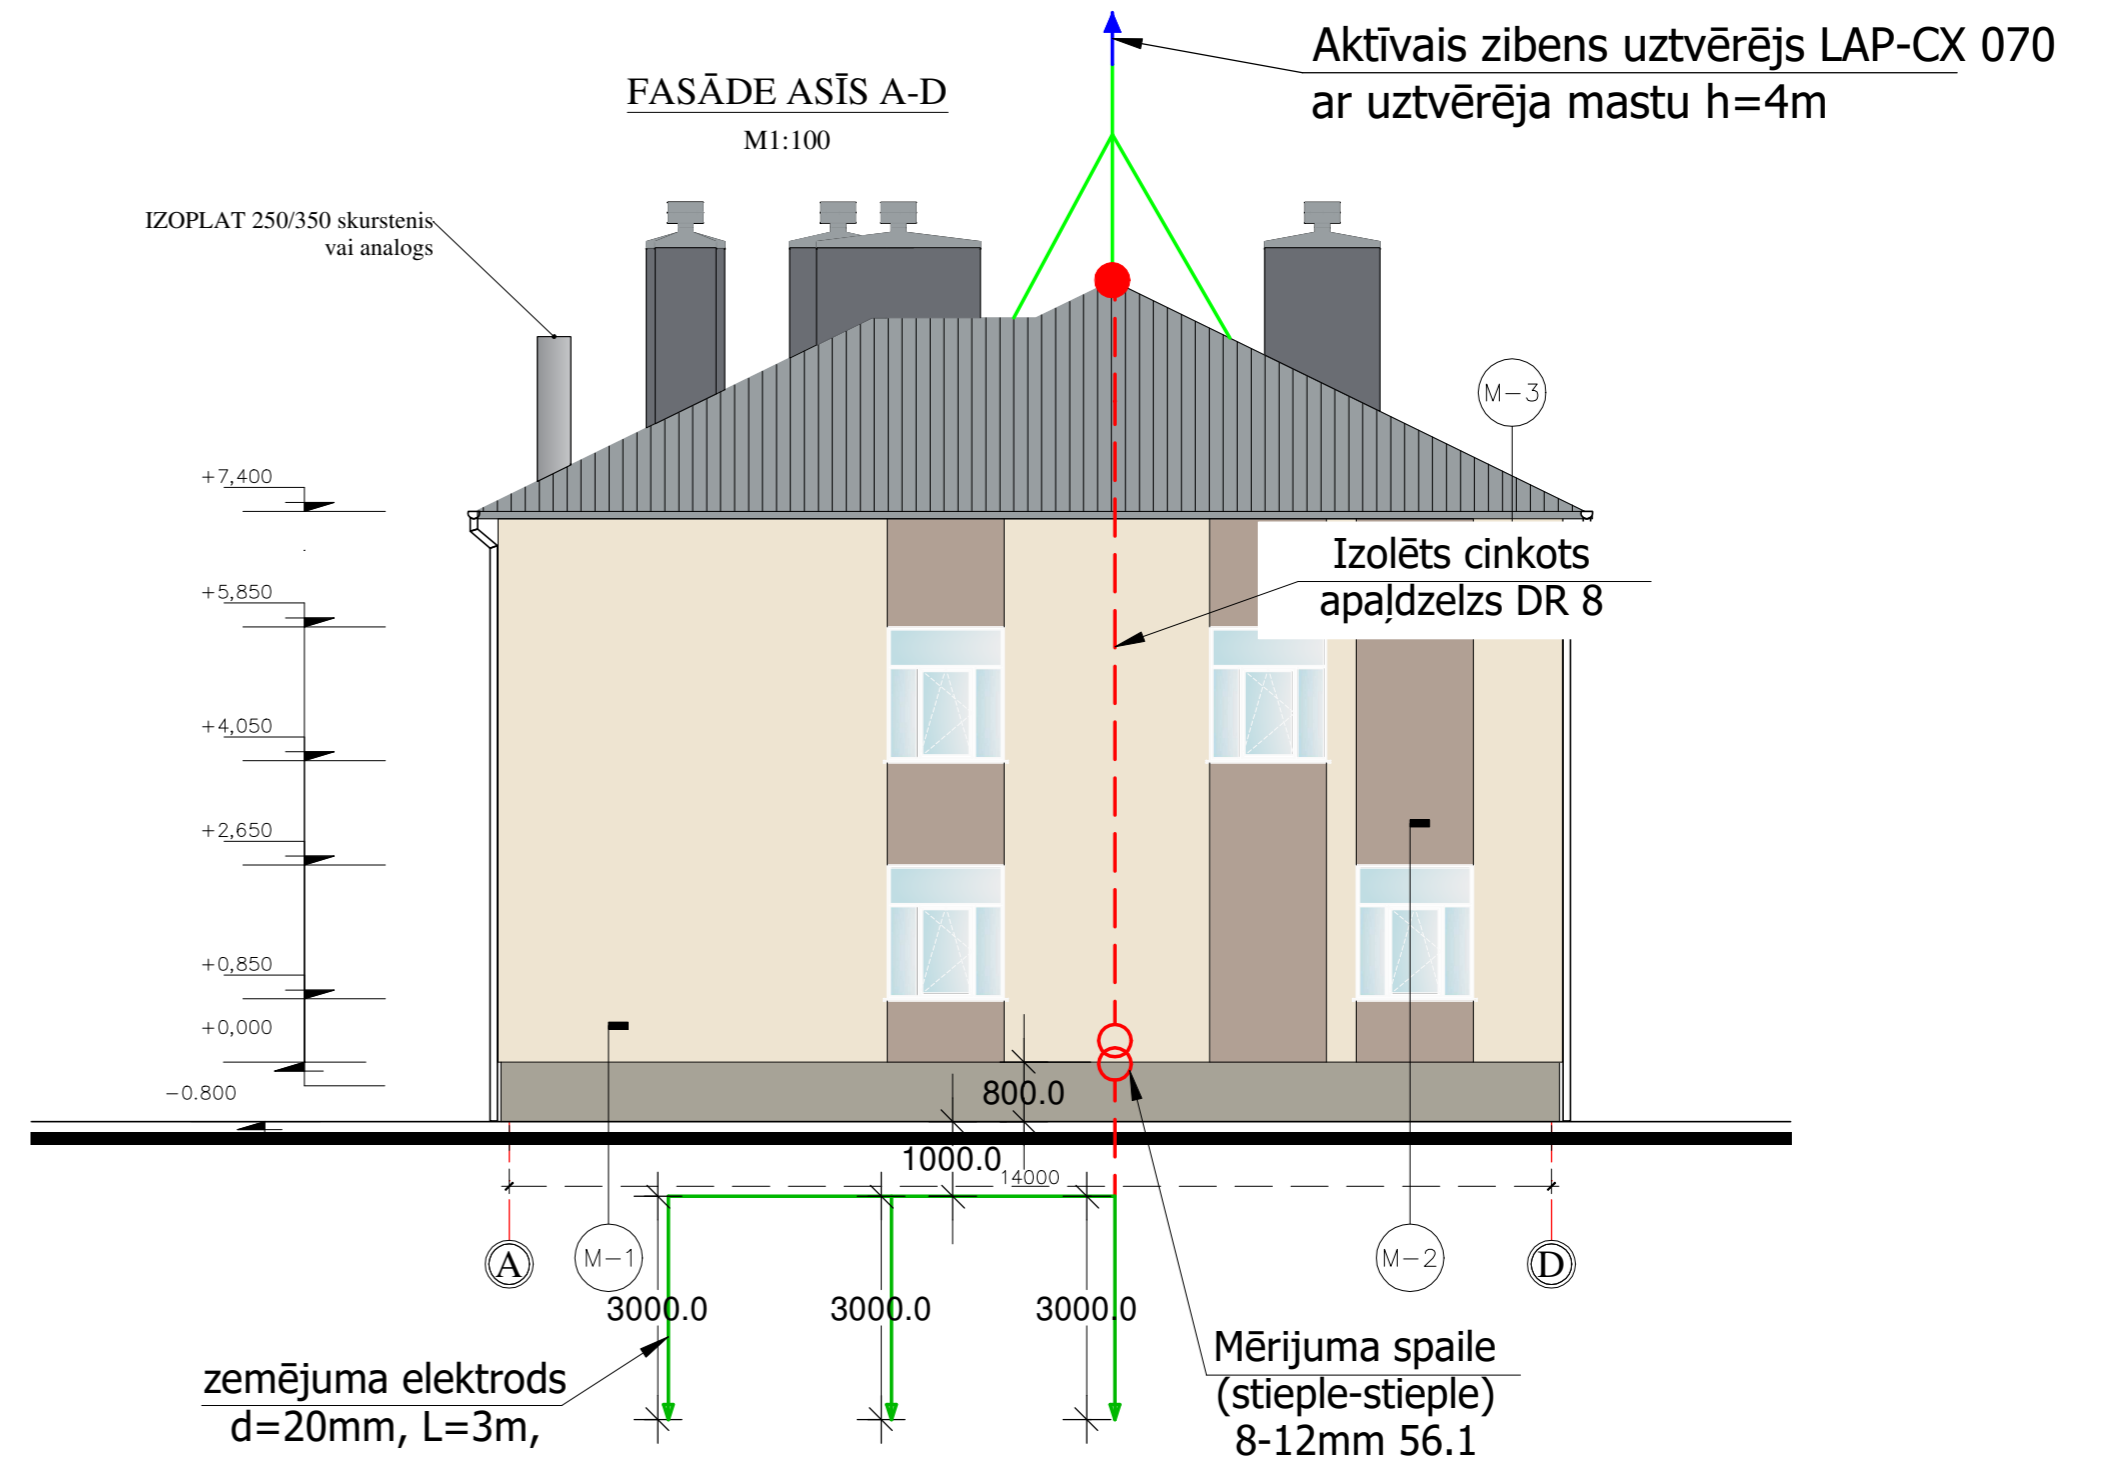 Aktīvais zibens uztvērējs LAP-CX 070
ar uztvērēja mastu h=4m
FASĀDE ASĪS A-D
M1:100
IZOPLAT 250/350 skurstenis
vai analogs
M-3
+7,400
Izolēts cinkots
apaļdzelzs DR 8
+5,850
+4,050
+2,650
+0,850
+0,000
-0.800
800.0
1000.0
14000
A
M-1
M-2
D
3000.0
3000.0
3000.0
zemējuma elektrods
d=20mm, L=3m,
Mērijuma spaile
(stieple-stieple)
8-12mm 56.1